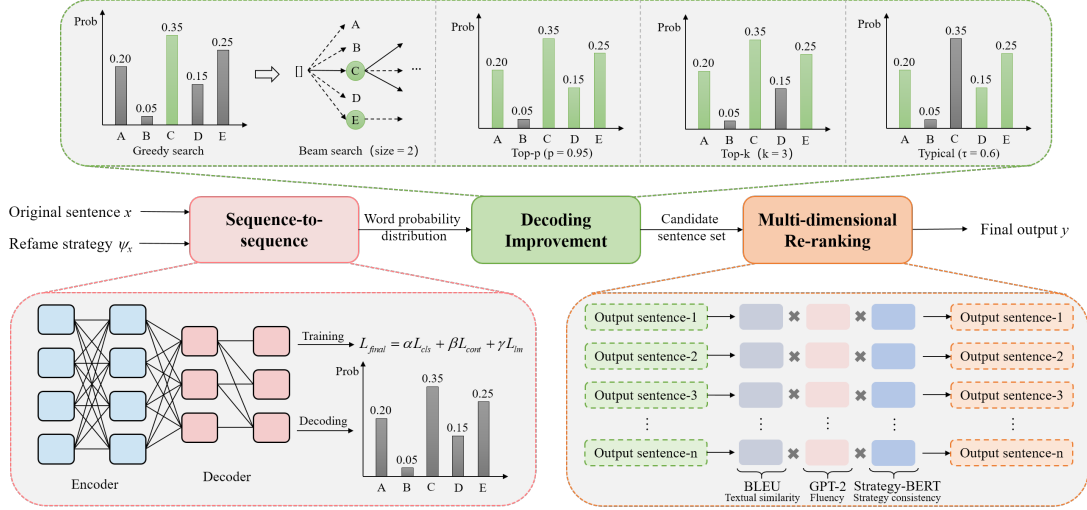 Prob
0.20
0.05
0.35
0.15
0.25
A
B
C
D
E
Greedy search
[]
A
B
C
D
E
...
Beam search (size = 2)
Prob
0.20
0.05
0.35
0.15
0.25
A
B
C
D
E
Top-p (p = 0.95)
Prob
0.20
0.05
0.35
0.15
0.25
A
B
C
D
E
Top-k (k = 3)
Prob
0.20
0.05
0.35
0.15
0.25
A
B
C
D
E
Typical (τ = 0.6)
Original sentence x
Refame strategy ψₓ
Sequence-to-
sequence
Word probability
distribution
Decoding
Improvement
Candidate
sentence set
Multi-dimensional
Re-ranking
Final output y
Encoder
Decoder
Training
L_final = αL_cls + βL_cont + γL_lm
Decoding
Prob
0.20
0.05
0.35
0.15
0.25
A
B
C
D
E
Output sentence-1
Output sentence-1
Output sentence-2
Output sentence-2
Output sentence-3
Output sentence-3
Output sentence-n
Output sentence-n
BLEU
Textual similarity
GPT-2
Fluency
Strategy-BERT
Strategy consistency